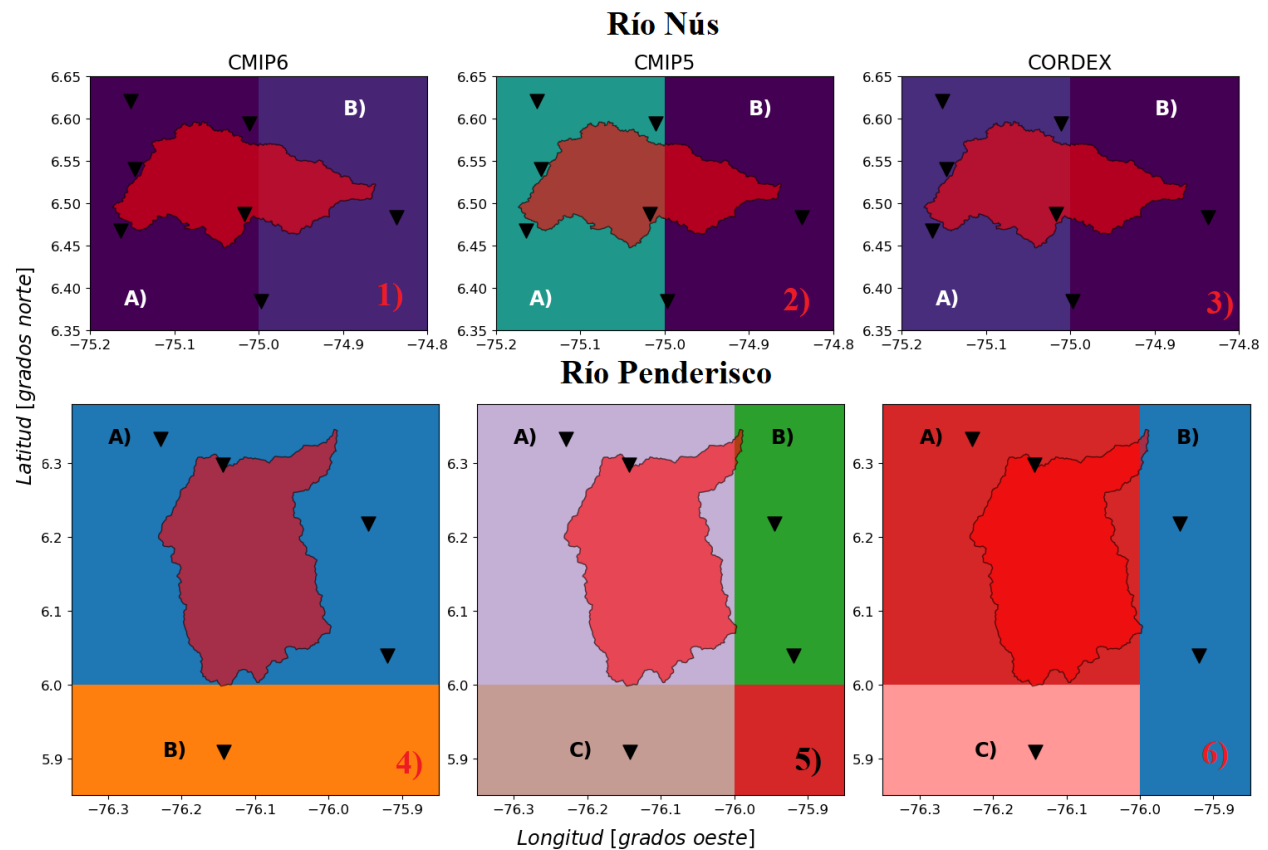 Río Nús
CMIP6 CMIP5 CORDEX
6.65 6.65 6.65
6.60 B) 6.60 B) 6.60 B)
6.55 6.55 6.55
6.50 6.50 6.50
6.45 6.45 6.45
6.40 A) 1) 6.40 A) 2) 6.40 A) 3)
6.35 6.35 6.35
−75.2 −75.1 −75.0 −74.9 −74.8 −75.2 −75.1 −75.0 −74.9 −74.8 −75.2 −75.1 −75.0 −74.9 −74.8
Latitud [grados norte]
Río Penderisco
A) A) B) A) B)
6.3 6.3 6.3
6.2 6.2 6.2
6.1 6.1 6.1
6.0 6.0 6.0
5.9 B) 4) 5.9 C) 5) 5.9 C) 6)
−76.3 −76.2 −76.1 −76.0 −75.9 −76.3 −76.2 −76.1 −76.0 −75.9 −76.3 −76.2 −76.1 −76.0 −75.9
Longitud [grados oeste]